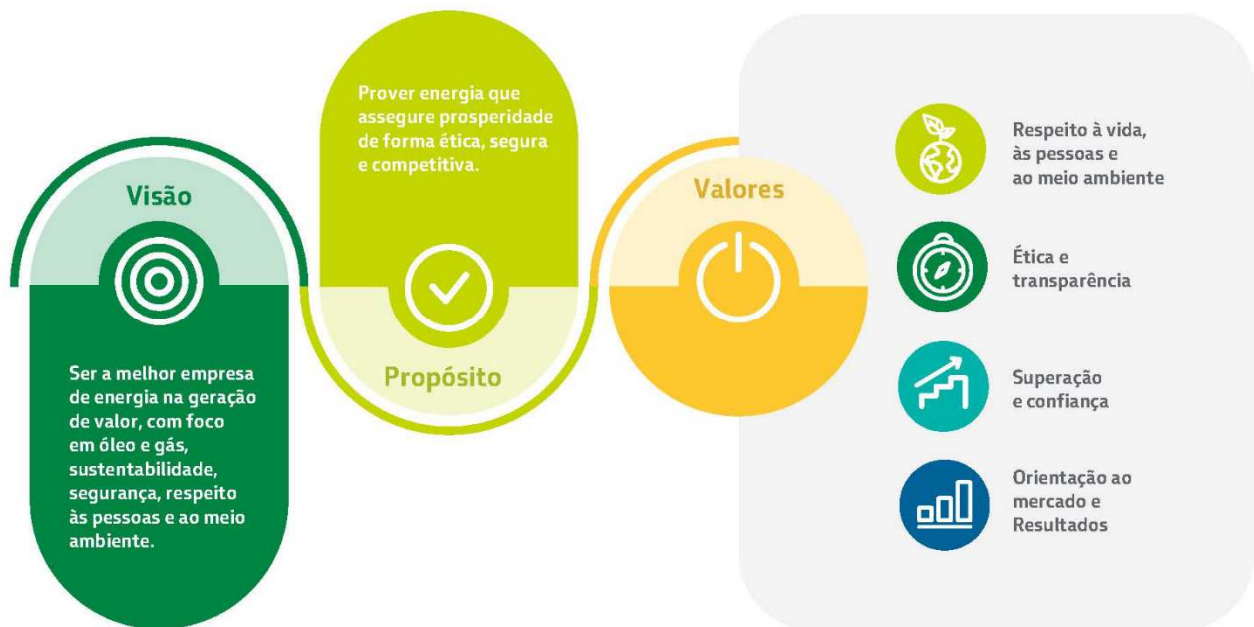 Visão
Ser a melhor empresa
de energia na geração
de valor, com foco
em óleo e gás,
sustentabilidade,
segurança, respeito
às pessoas e ao meio
ambiente.
Prover energia que
assegure prosperidade
de forma ética, segura
e competitiva.
Propósito
Valores
Respeito à vida,
às pessoas e
ao meio ambiente
Ética e
transparência
Superação
e confiança
Orientação ao
mercado e
Resultados